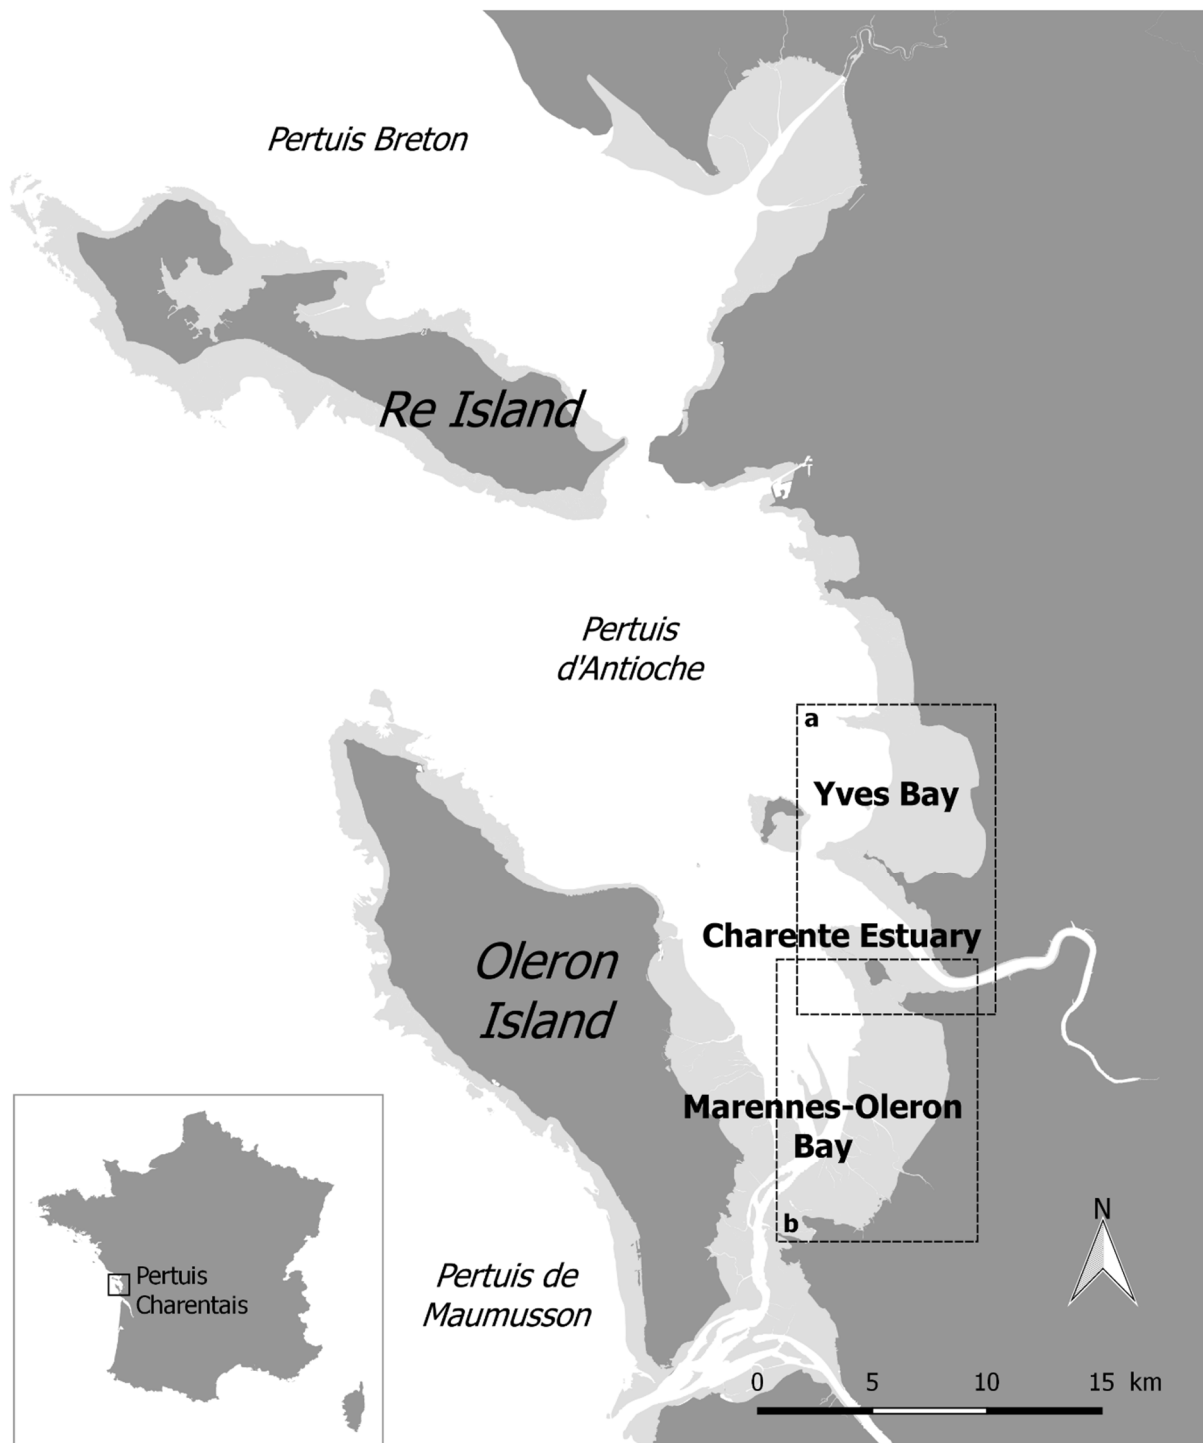 Pertuis Breton
Re Island
Pertuis
d'Antioche
a
Yves Bay
Charente Estuary
Oleron
Island
Marennes-Oleron
Bay
b
N
Pertuis de
Maumusson
Pertuis
Charentais
0 5 10 15 km